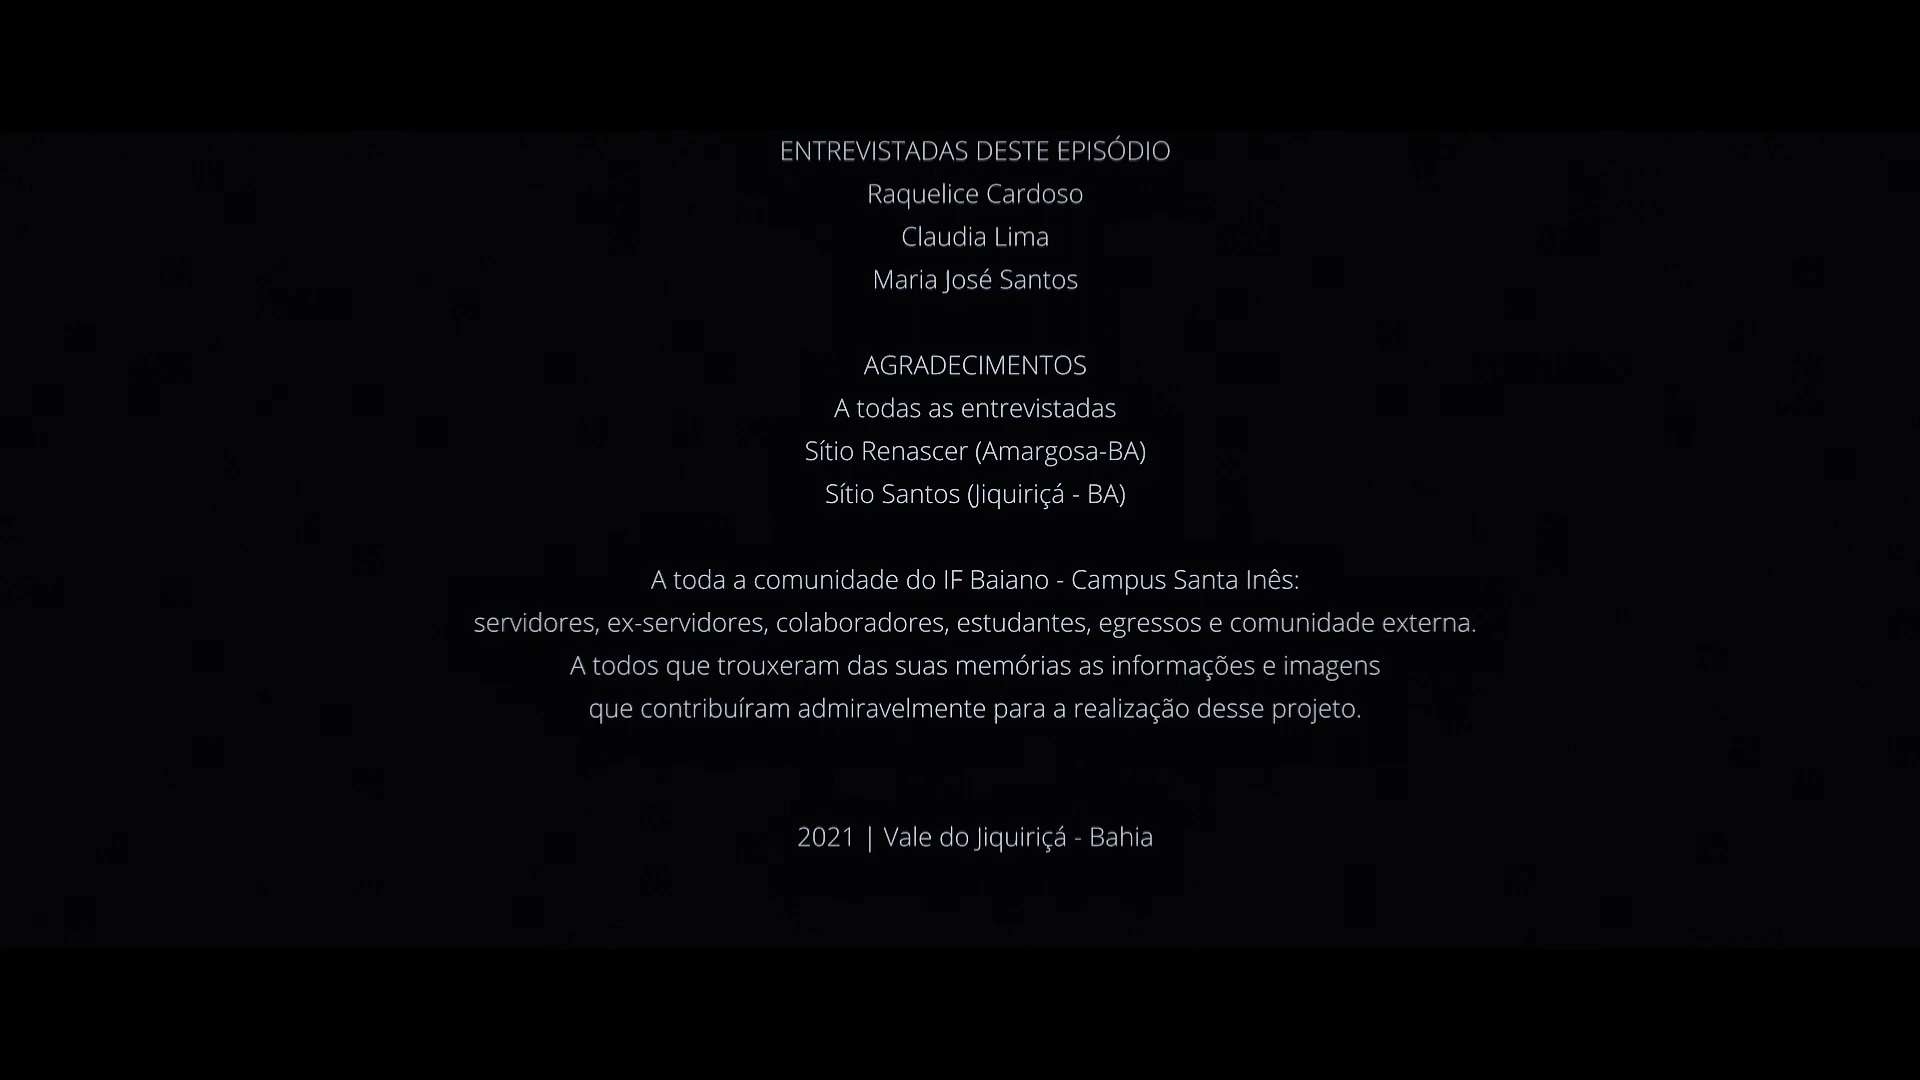 ENTREVISTADAS DESTE EPISÓDIO
Raquelice Cardoso
Claudia Lima
Maria José Santos
AGRADECIMENTOS
A todas as entrevistadas
Sítio Renascer (Amargosa-BA)
Sítio Santos (Jiquiriçá - BA)
A toda a comunidade do IF Baiano - Campus Santa Inês:
servidores, ex-servidores, colaboradores, estudantes, egressos e comunidade externa.
A todos que trouxeram das suas memórias as informações e imagens
que contribuíram admiravelmente para a realização desse projeto.
2021 | Vale do Jiquiriçá - Bahia